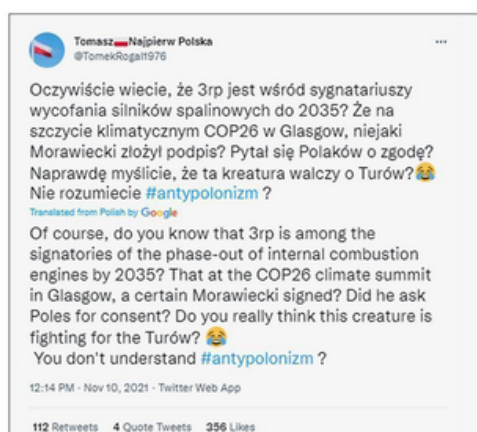 Tomasz🇵🇱Najpierw Polska
@TomekRogalt1976
Oczywiście wiecie, że 3rp jest wśród sygnatariuszy
wycofania silników spalinowych do 2035? Że na
szczycie klimatycznym COP26 w Glasgow, niejaki
Morawiecki złożył podpis? Pytał się Polaków o zgodę?
Naprawdę myślicie, że ta kreatura walczy o Turów?😂
Nie rozumiecie #antypolonizm ?
Translated from Polish by Google
Of course, do you know that 3rp is among the
signatories of the phase-out of internal combustion
engines by 2035? That at the COP26 climate summit
in Glasgow, a certain Morawiecki signed? Did he ask
Poles for consent? Do you really think this creature is
fighting for the Turów? 😂
You don't understand #antypolonizm ?
12:14 PM · Nov 10, 2021 · Twitter Web App
112 Retweets 4 Quote Tweets 356 Likes